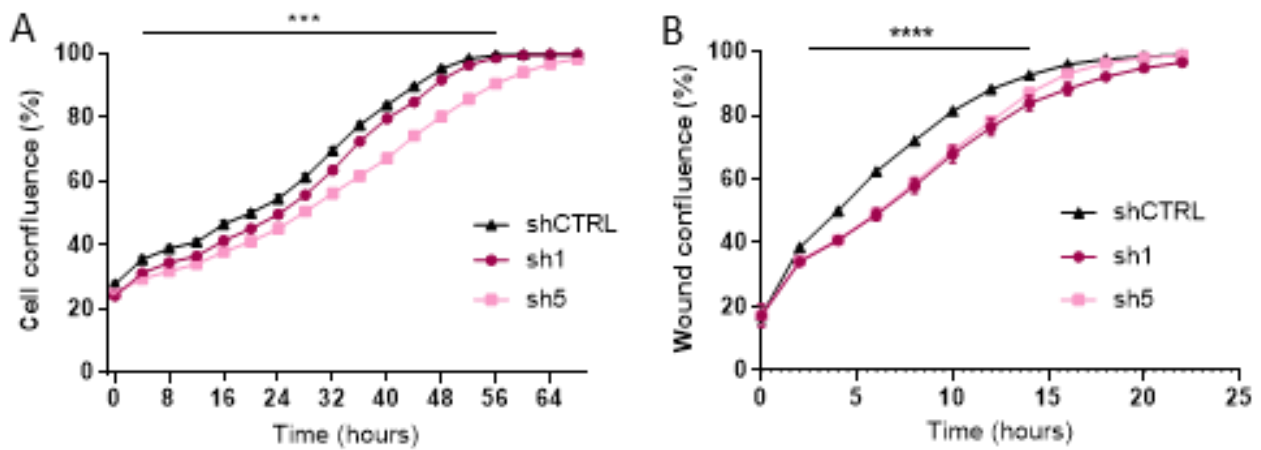 A
***
100
80
60
40
20
0
Cell confluence (%)
shCTRL
sh1
sh5
0 8 16 24 32 40 48 56 64
Time (hours)
B
****
100
80
60
40
20
0
Wound confluence (%)
shCTRL
sh1
sh5
0 5 10 15 20 25
Time (hours)